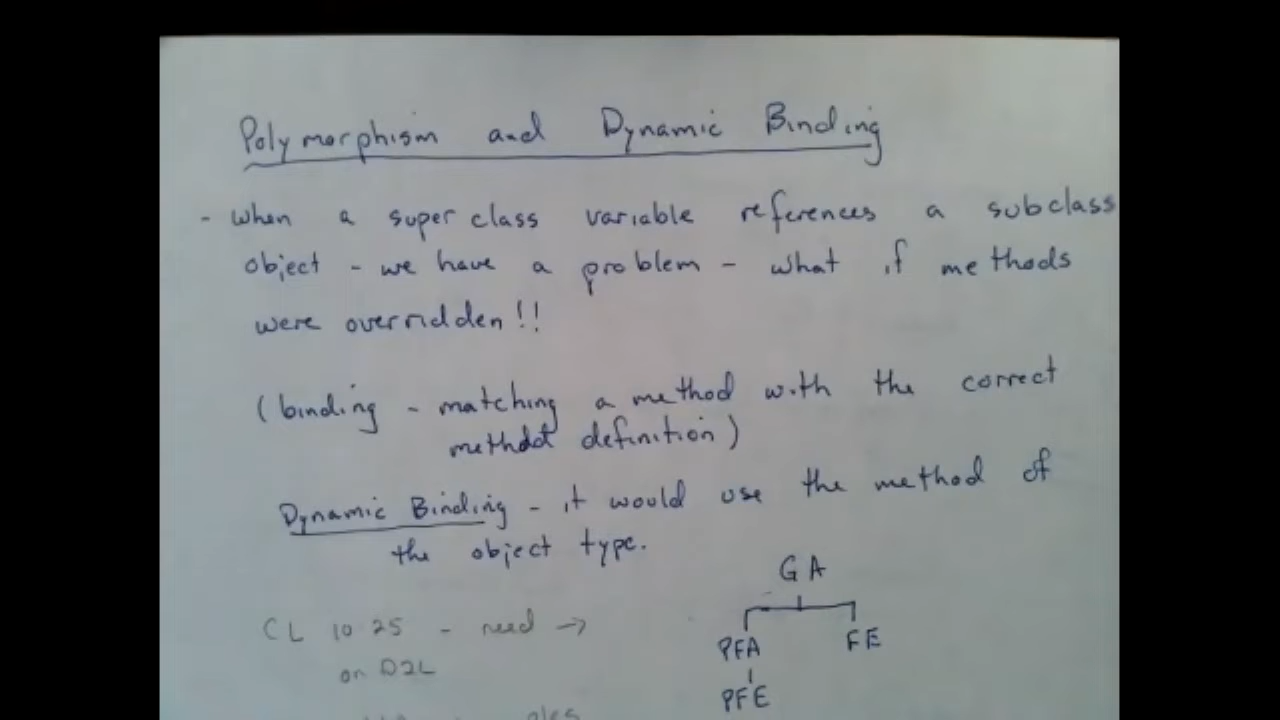 Polymorphism and Dynamic Binding
- When a super class variable references a subclass
object - we have a problem - what if methods
were overridden!!
(binding - matching a method with the correct
method definition)
Dynamic Binding - it would use the method of
the object type.
GA
CL 10.25 - need →
on D2L
PFA FE
PFE